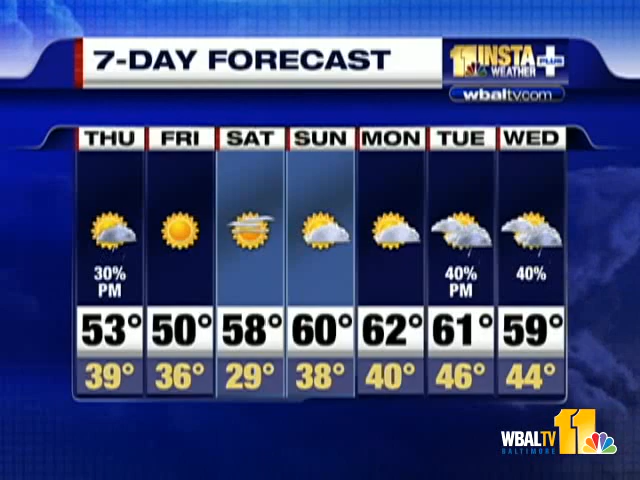 7-DAY FORECAST
11 INSTA PLUS
WEATHER
wbaltv.com
THU FRI SAT SUN MON TUE WED
30% PM 40% PM 40%
53° 50° 58° 60° 62° 61° 59°
39° 36° 29° 38° 40° 46° 44°
WBALTV 11
BALTIMORE